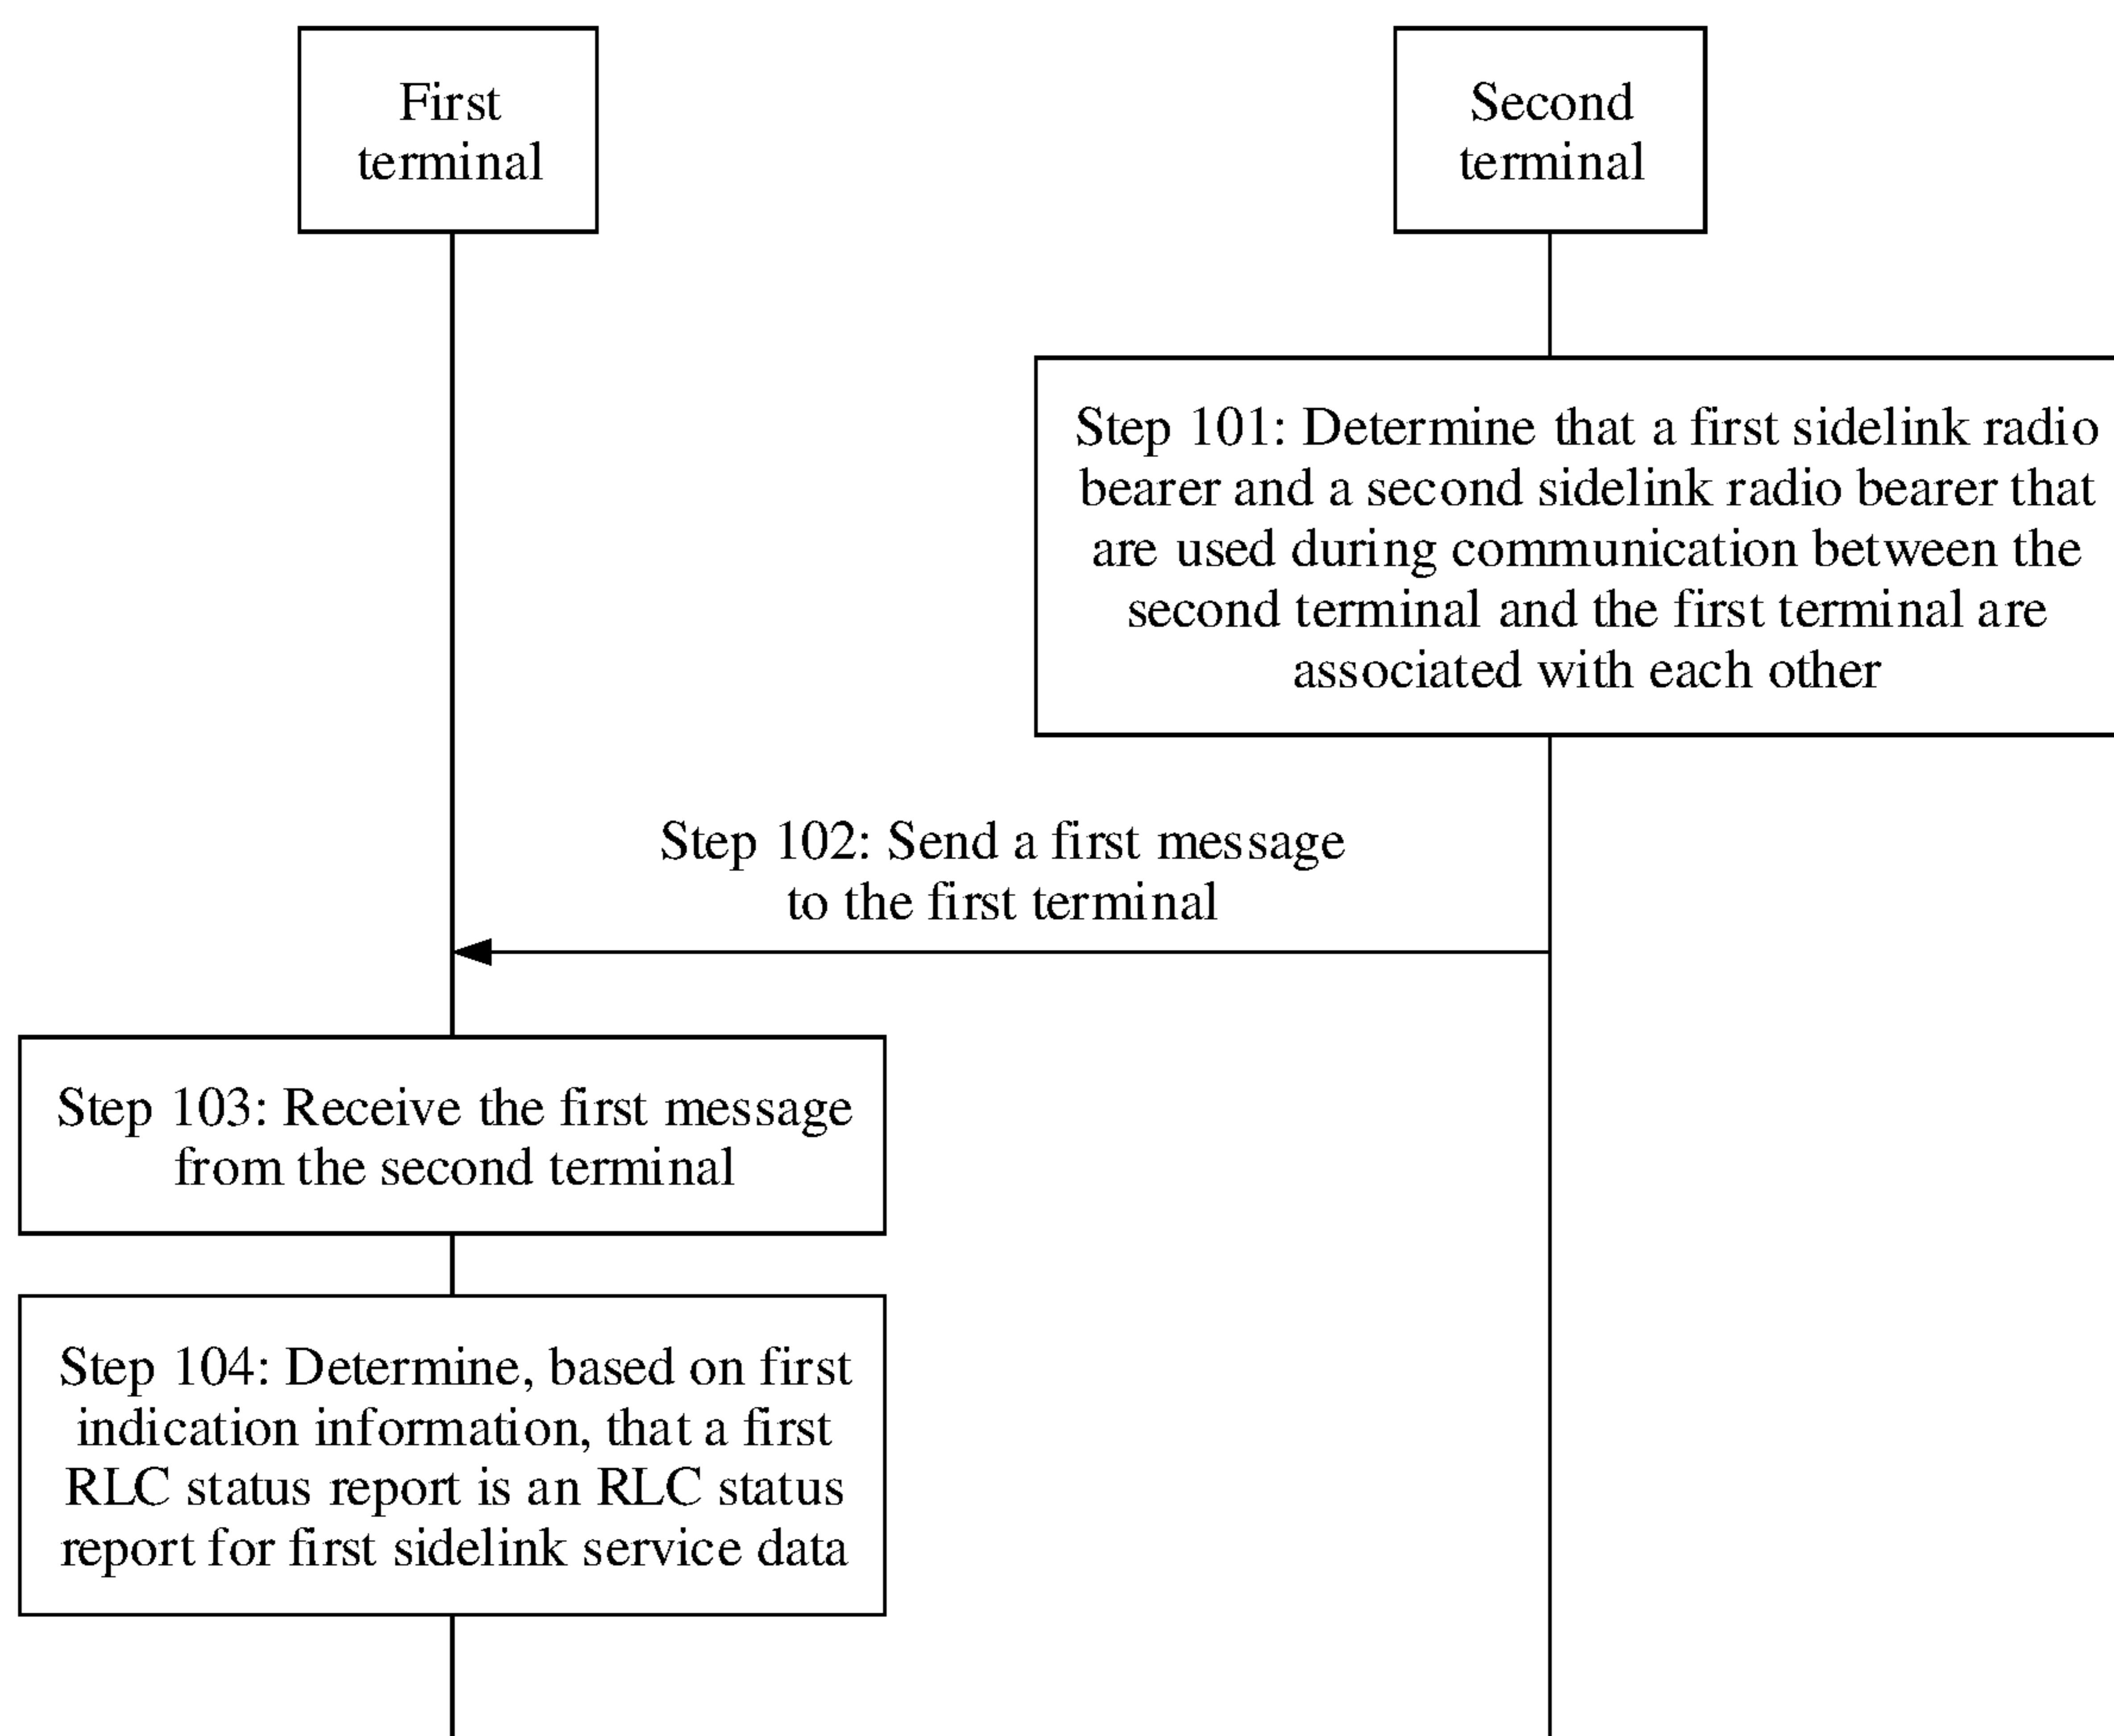 First
terminal
Second
terminal
Step 101: Determine that a first sidelink radio
bearer and a second sidelink radio bearer that
are used during communication between the
second terminal and the first terminal are
associated with each other
Step 102: Send a first message
to the first terminal
Step 103: Receive the first message
from the second terminal
Step 104: Determine, based on first
indication information, that a first
RLC status report is an RLC status
report for first sidelink service data